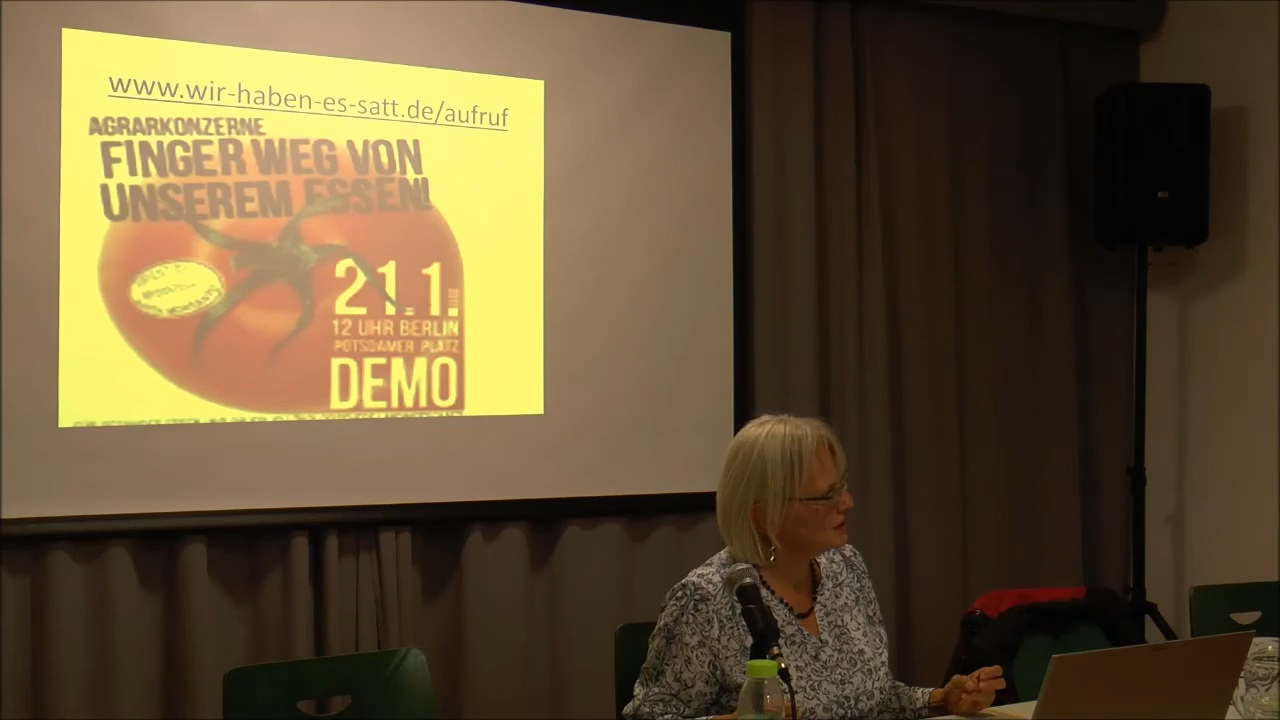 www.wir-haben-es-satt.de/aufruf
AGRARKONZERNE
FINGER WEG VON
UNSEREM ESSEN!
21.1.
12 UHR BERLIN
POTSDAMER PLATZ
DEMO